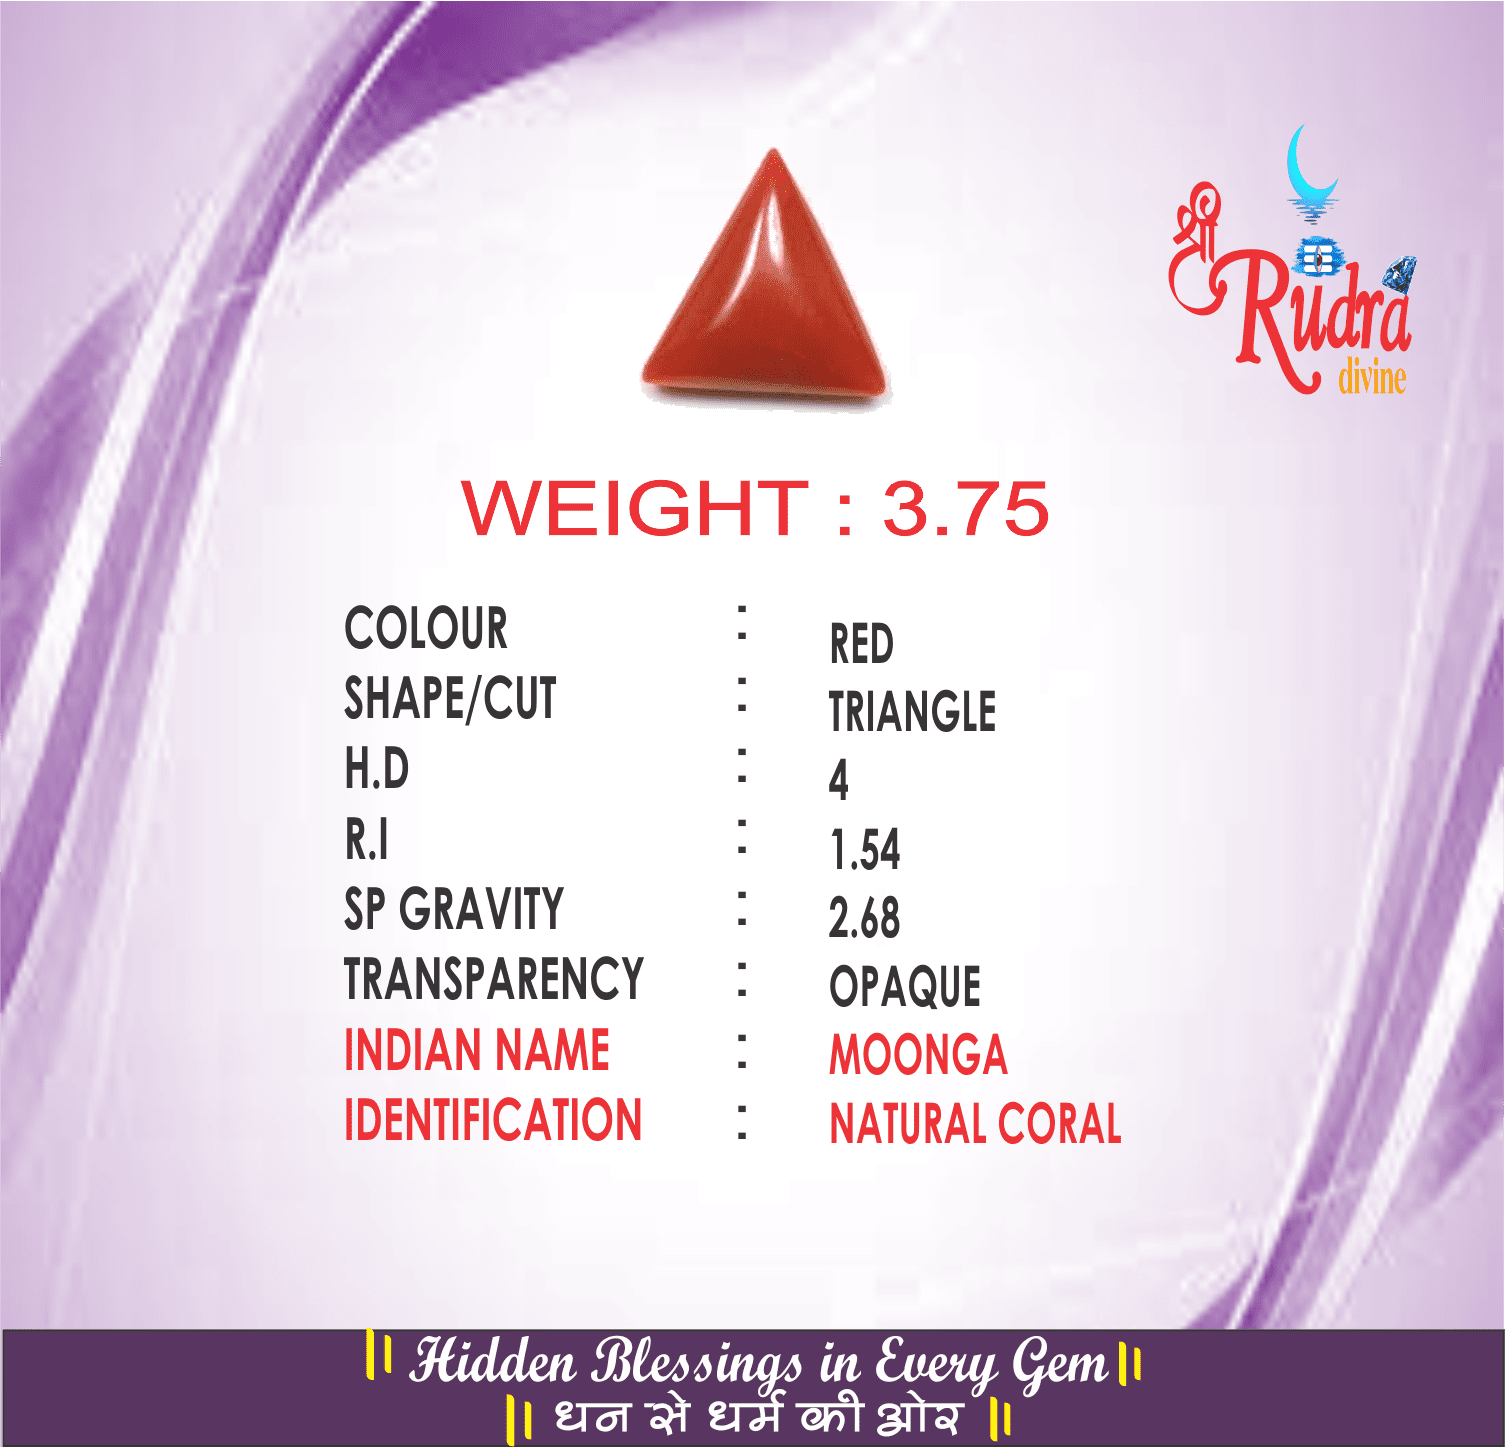 श्री
Rudra
divine
WEIGHT : 3.75
COLOUR : RED
SHAPE/CUT : TRIANGLE
H.D : 4
R.I : 1.54
SP GRAVITY : 2.68
TRANSPARENCY : OPAQUE
INDIAN NAME : MOONGA
IDENTIFICATION : NATURAL CORAL
|| Hidden Blessings in Every Gem ||
|| धन से धर्म की ओर ||